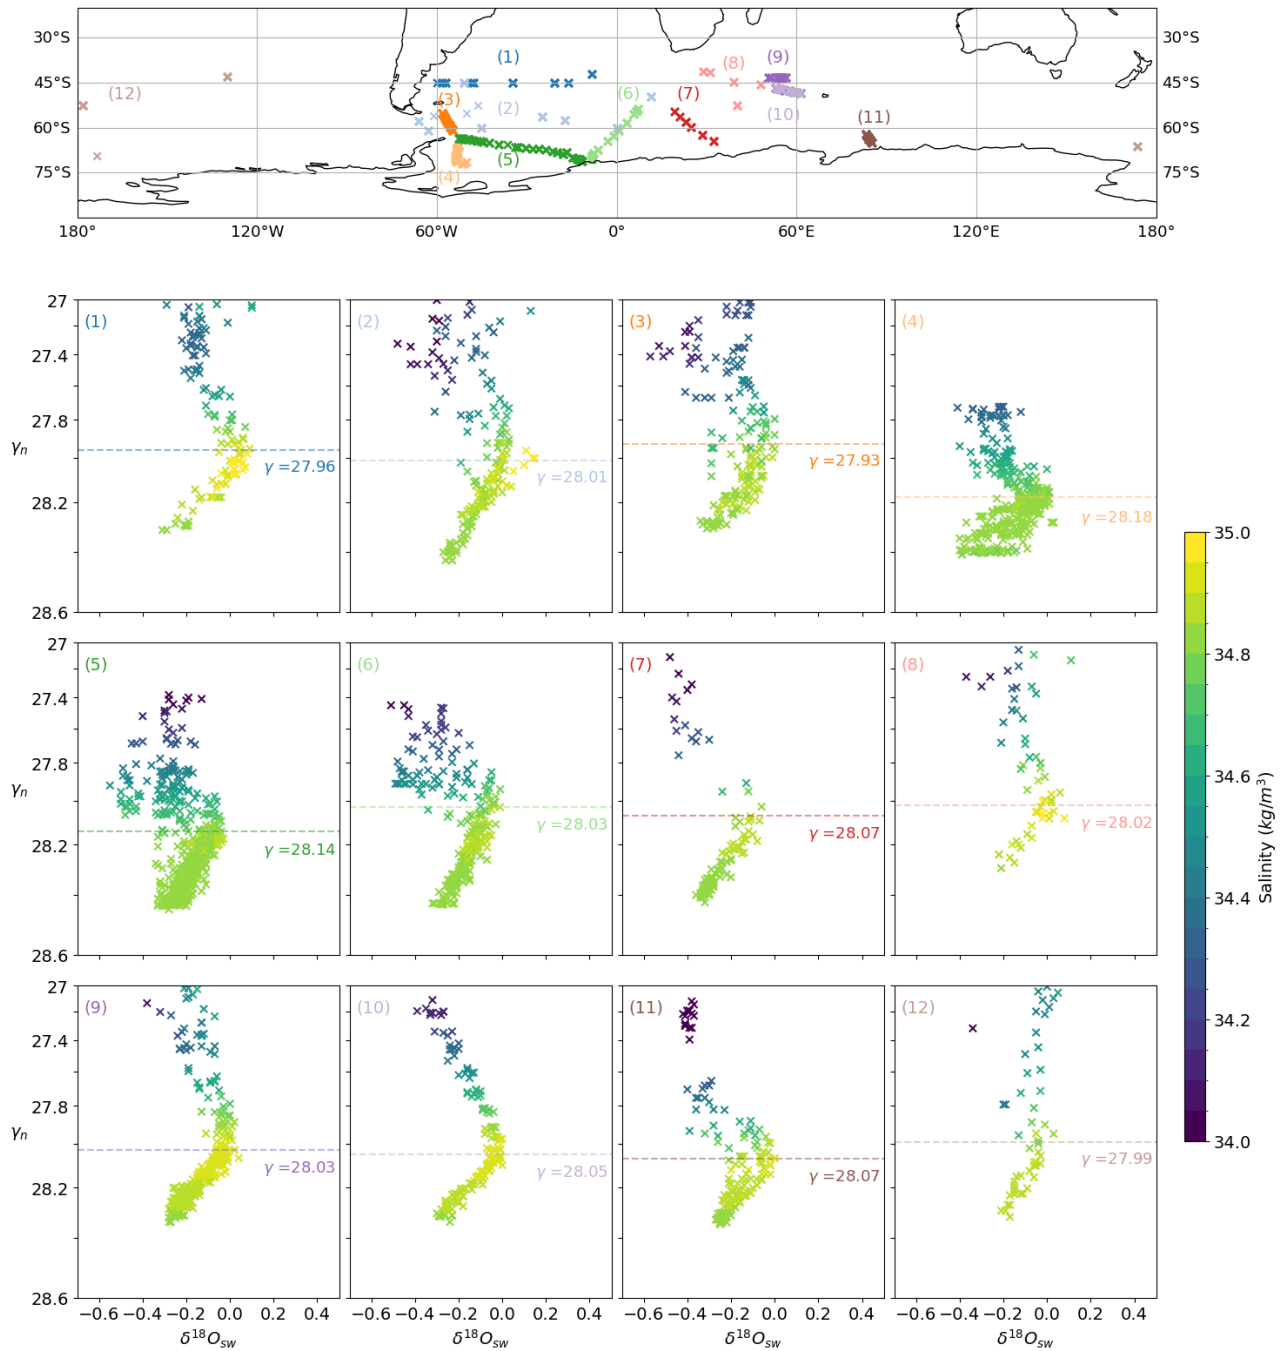 30°S
30°S
(1)
(8)
(9)
45°S
45°S
(12)
(3)
(2)
(6)
(7)
(10)
(11)
60°S
60°S
(5)
(4)
75°S
75°S
180°
120°W
60°W
0°
60°E
120°E
180°
27
27.4
27.8
γn
28.2
28.6
(1)
γ =27.96
(2)
γ =28.01
(3)
γ =27.93
(4)
γ =28.18
27
27.4
27.8
γn
28.2
28.6
(5)
γ =28.14
(6)
γ =28.03
(7)
γ =28.07
(8)
γ =28.02
27
27.4
27.8
γn
28.2
28.6
(9)
γ =28.03
(10)
γ =28.05
(11)
γ =28.07
(12)
γ =27.99
−0.6 −0.4 −0.2 0.0 0.2 0.4
−0.6 −0.4 −0.2 0.0 0.2 0.4
−0.6 −0.4 −0.2 0.0 0.2 0.4
−0.6 −0.4 −0.2 0.0 0.2 0.4
δ18Osw
δ18Osw
δ18Osw
δ18Osw
35.0
34.8
34.6
34.4
34.2
34.0
Salinity (kg/m3)